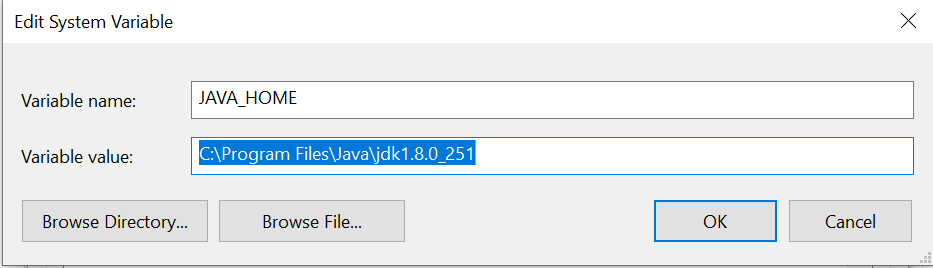 Edit System Variable
Variable name:
JAVA_HOME
Variable value:
C:\Program Files\Java\jdk1.8.0_251
Browse Directory...
Browse File...
OK
Cancel